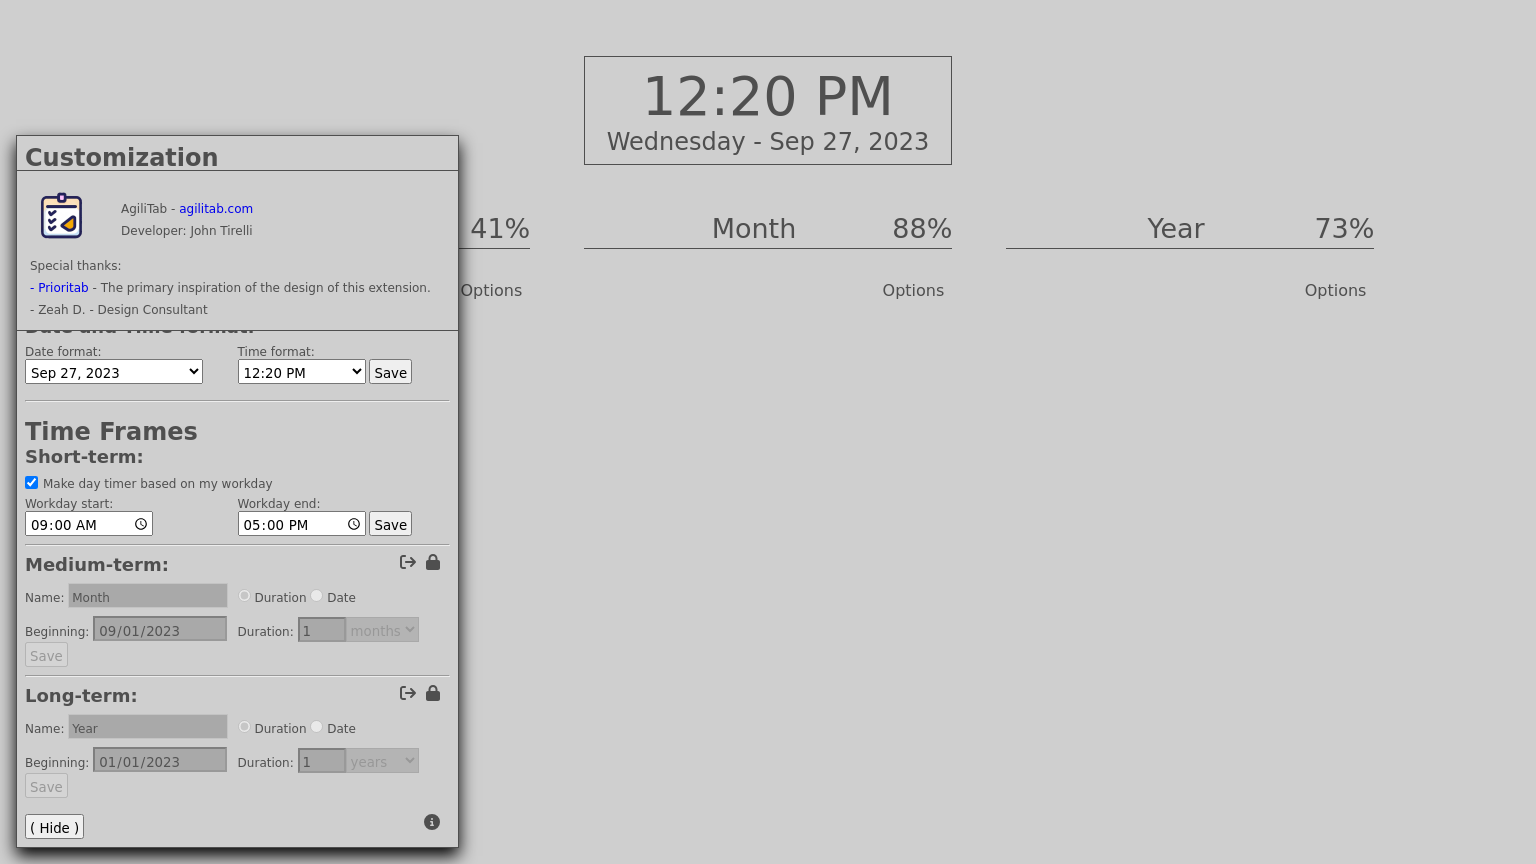 12:20 PM
Wednesday - Sep 27, 2023
41%
Month 88%
Year 73%
Options
Options
Options
Customization
AgiliTab - agilitab.com
Developer: John Tirelli
Special thanks:
- Prioritab - The primary inspiration of the design of this extension.
- Zeah D. - Design Consultant
Date and Time format:
Date format: Time format:
Sep 27, 2023 12:20 PM Save
Time Frames
Short-term:
Make day timer based on my workday
Workday start: Workday end:
09:00 AM 05:00 PM Save
Medium-term:
Name: Month Duration Date
Beginning: 09/01/2023 Duration: 1 months
Save
Long-term:
Name: Year Duration Date
Beginning: 01/01/2023 Duration: 1 years
Save
( Hide )